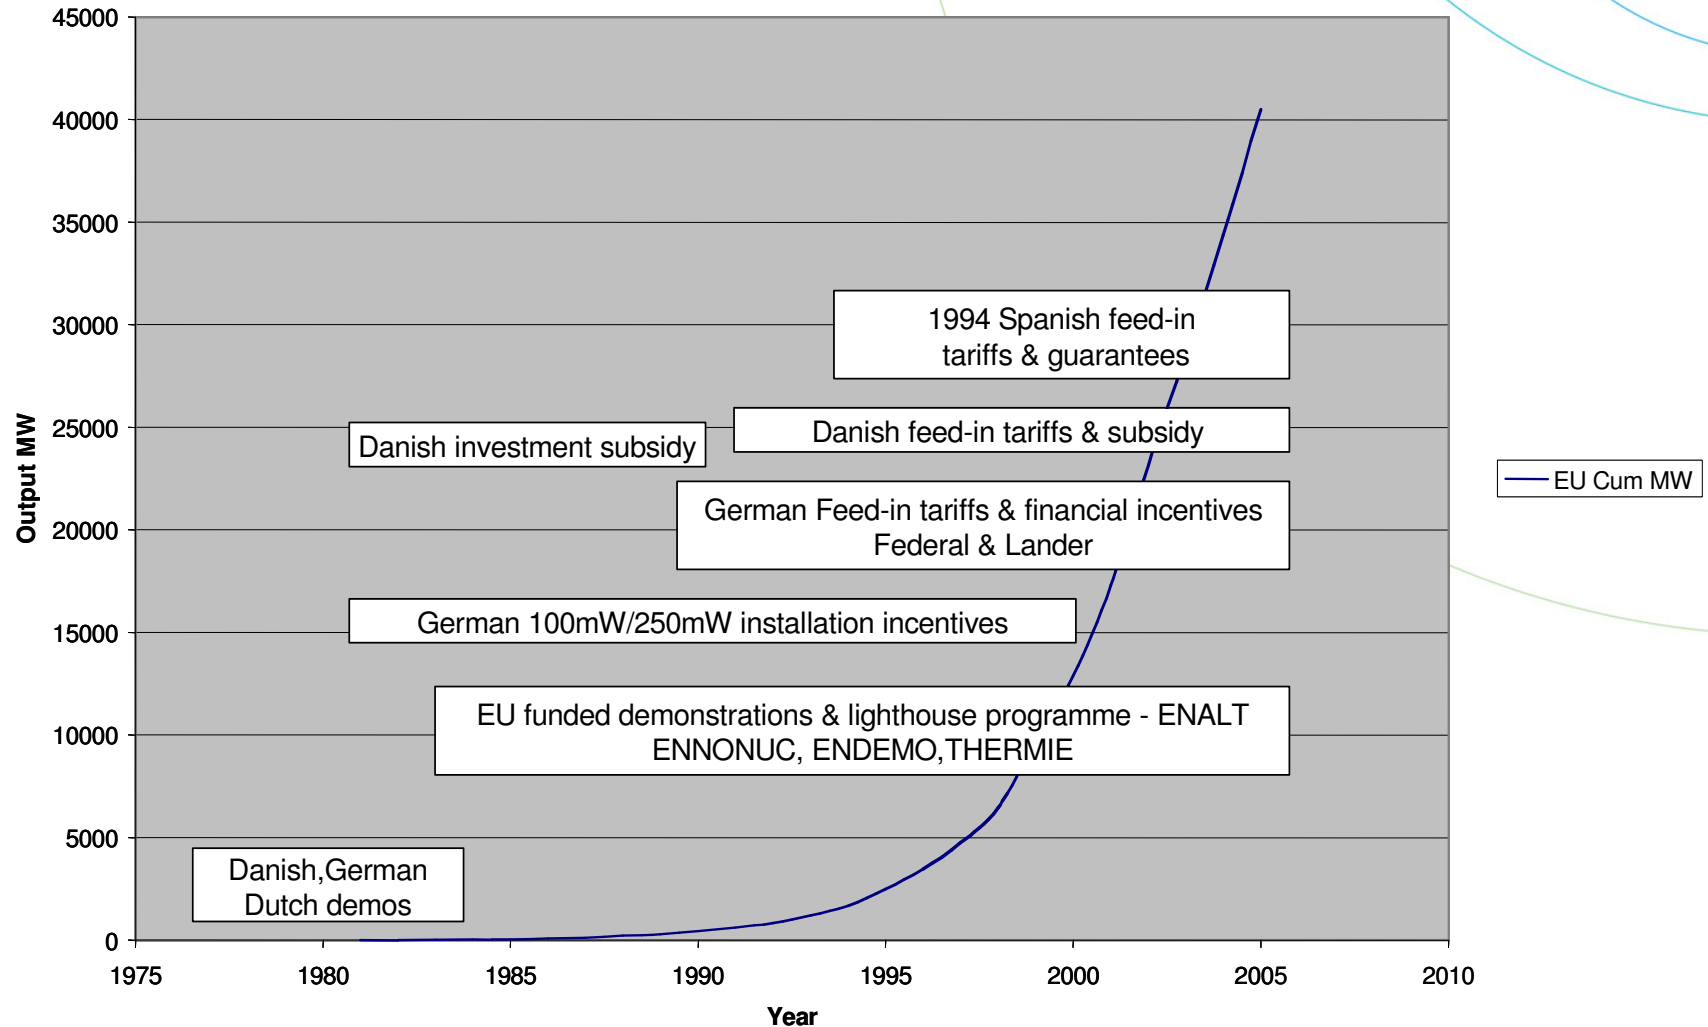 45000
40000
35000
30000
25000
20000
15000
10000
5000
0
Output MW
1994 Spanish feed-in
tariffs & guarantees
Danish investment subsidy
Danish feed-in tariffs & subsidy
German Feed-in tariffs & financial incentives
Federal & Lander
German 100mW/250mW installation incentives
EU funded demonstrations & lighthouse programme - ENALT
ENNONUC, ENDEMO,THERMIE
Danish,German
Dutch demos
EU Cum MW
1975 1980 1985 1990 1995 2000 2005 2010
Year